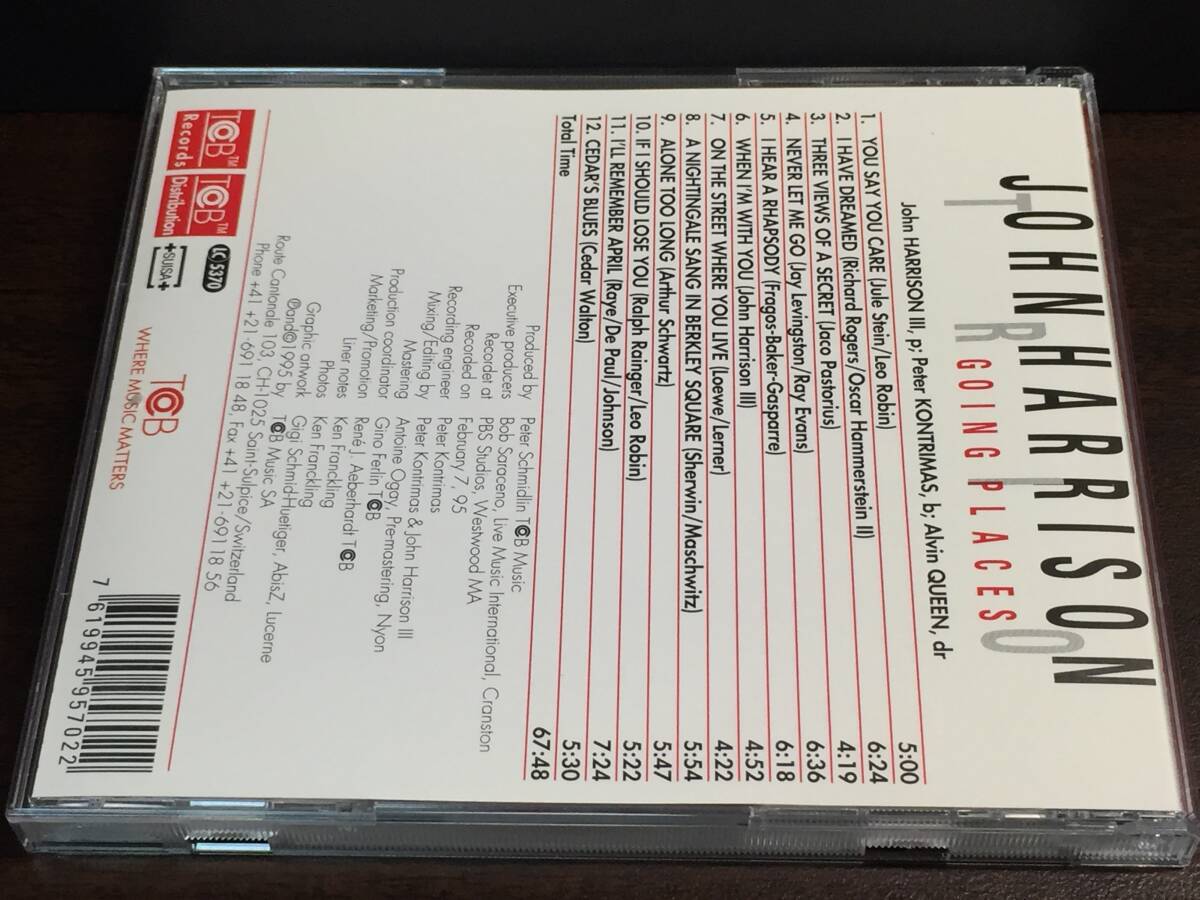 JOHN HARRISON
TRIO
GOING PLACES
John HARRISON III, p; Peter KONTRIMAS, b; Alvin QUEEN, dr
1. YOU SAY YOU CARE (Jule Stein/Leo Robin) 5:00
2. I HAVE DREAMED (Richard Rogers/Oscar Hammerstein II) 6:24
3. THREE VIEWS OF A SECRET (Jaco Pastorius) 4:19
4. NEVER LET ME GO (Jay Levingston/Ray Evans) 6:36
5. I HEAR A RHAPSODY (Fragos-Baker-Gasparre) 6:18
6. WHEN I'M WITH YOU (John Harrison III) 4:52
7. ON THE STREET WHERE YOU LIVE (Loewe/Lerner) 4:22
8. A NIGHTINGALE SANG IN BERKLEY SQUARE (Sherwin/Maschwitz) 5:54
9. ALONE TOO LONG (Arthur Schwartz) 5:47
10. IF I SHOULD LOSE YOU (Ralph Rainger/Leo Robin) 5:22
11. I'LL REMEMBER APRIL (Raye/De Paul/Johnson) 7:24
12. CEDAR'S BLUES (Cedar Walton) 5:30
Total Time 67:48
Produced by Peter Schmidlin TCB Music
Executive producers Bob Sarceno, Live Music International, Cranston
Recorder at PBS Studios, Westwood MA
Recorded on February 7. 95
Recording engineer Peter Kontrimas
Mixing/Editing by Peter Kontrimas & John Harrison III
Mastering Antoine Ogay, Pre-mastering, Nyon
Production coordinator Gino Ferlin TCB
Marketing/Promotion René J. Aeberhardt TCB
Liner notes Ken Franckling
Photos Ken Franckling
Graphic artwork Gigi Schmid-Huetiger, AbisZ, Lucerne
℗and©1995 by TCB Music SA
Route Cantonale 103, CH-1025 Saint-Sulpice/Switzerland
Phone +41 +21-691 18 48, Fax +41 +21-691 18 56
TCB™ Records
TCB™ Distribution
LC 5370
+SUISA+
TCB
WHERE MUSIC MATTERS
7 619945 957022